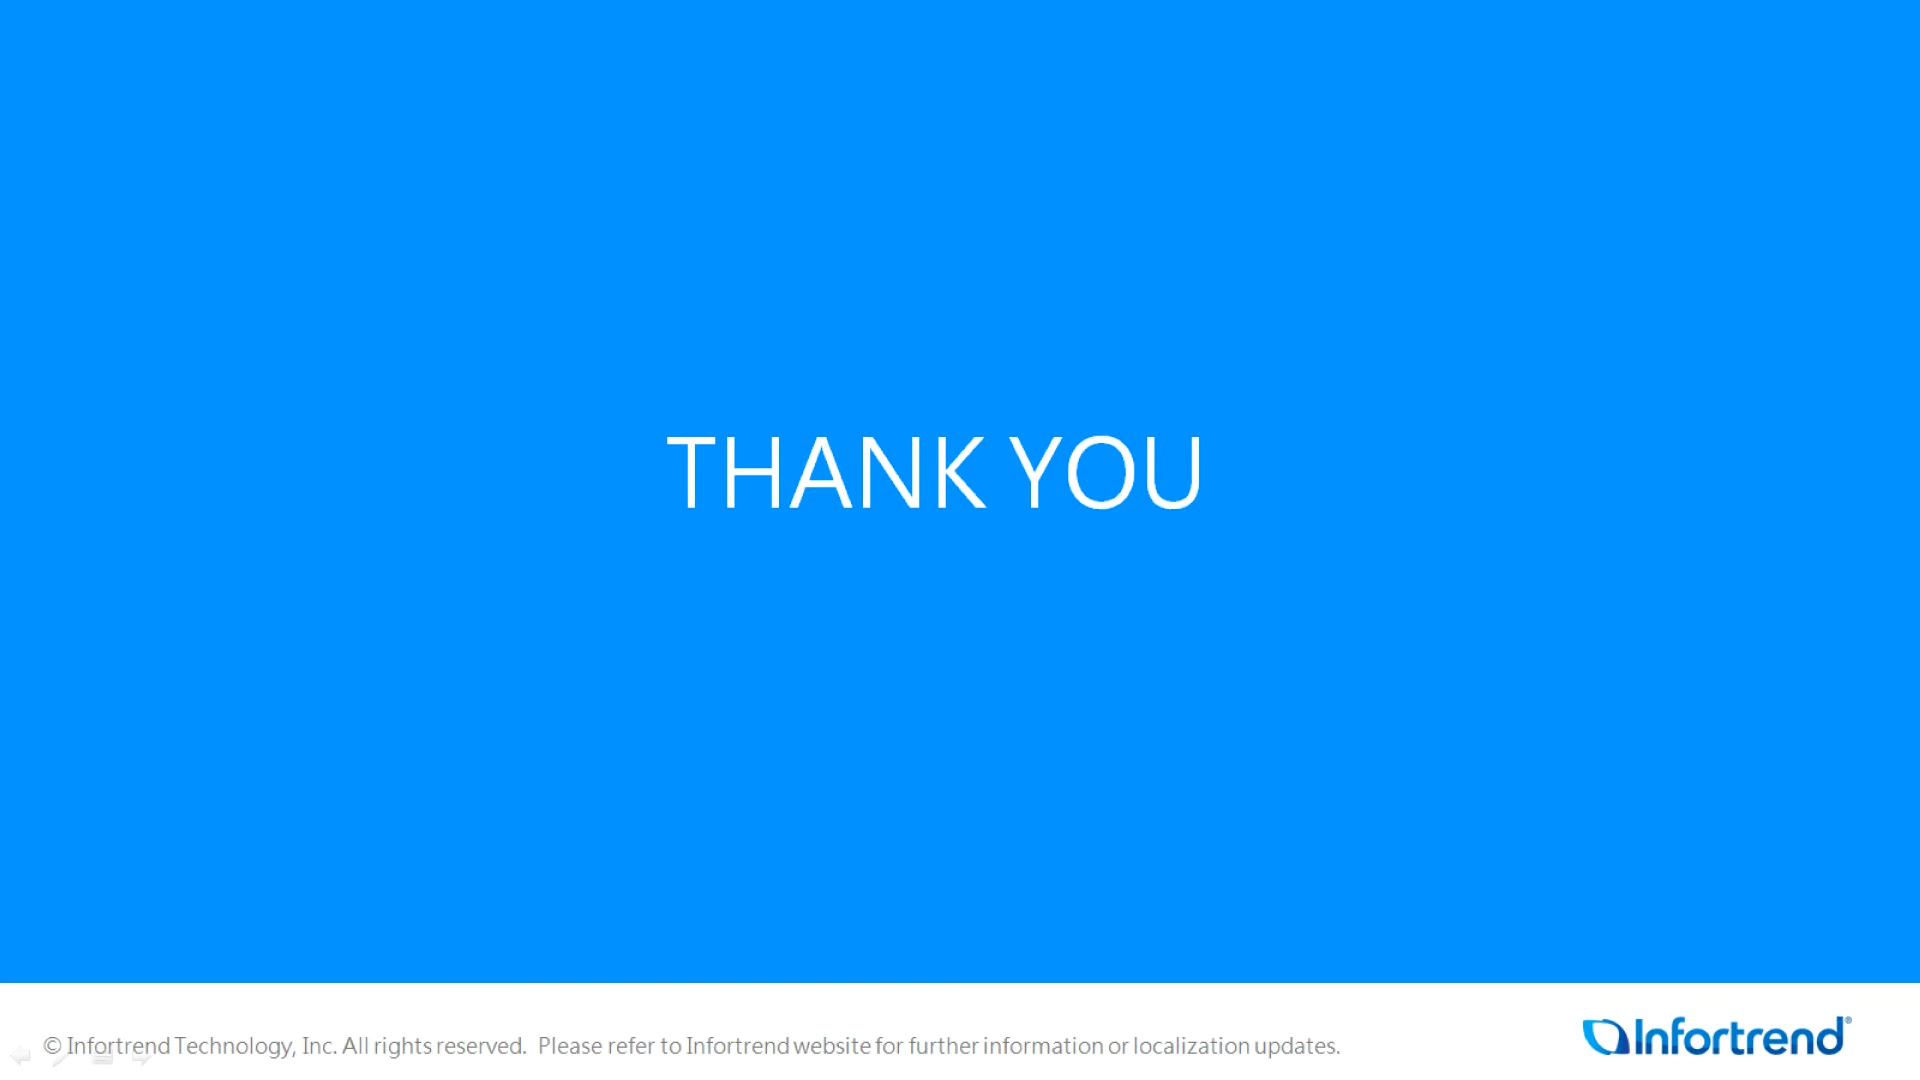 THANK YOU
© Infortrend Technology, Inc. All rights reserved.  Please refer to Infortrend website for further information or localization updates.
Infortrend®